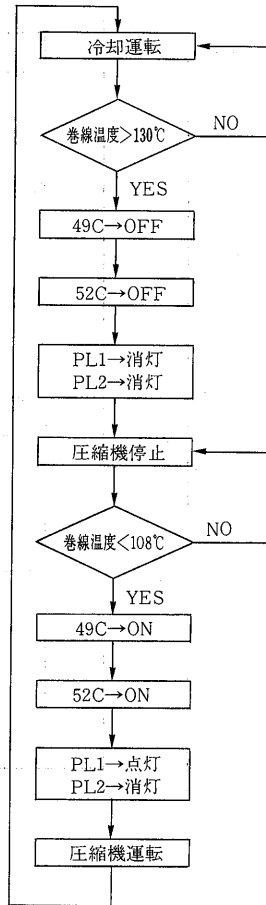 冷却運転
巻線温度>130℃
NO
YES
49C→OFF
52C→OFF
PL1→消灯
PL2→消灯
圧縮機停止
巻線温度<108℃
NO
YES
49C→ON
52C→ON
PL1→点灯
PL2→消灯
圧縮機運転